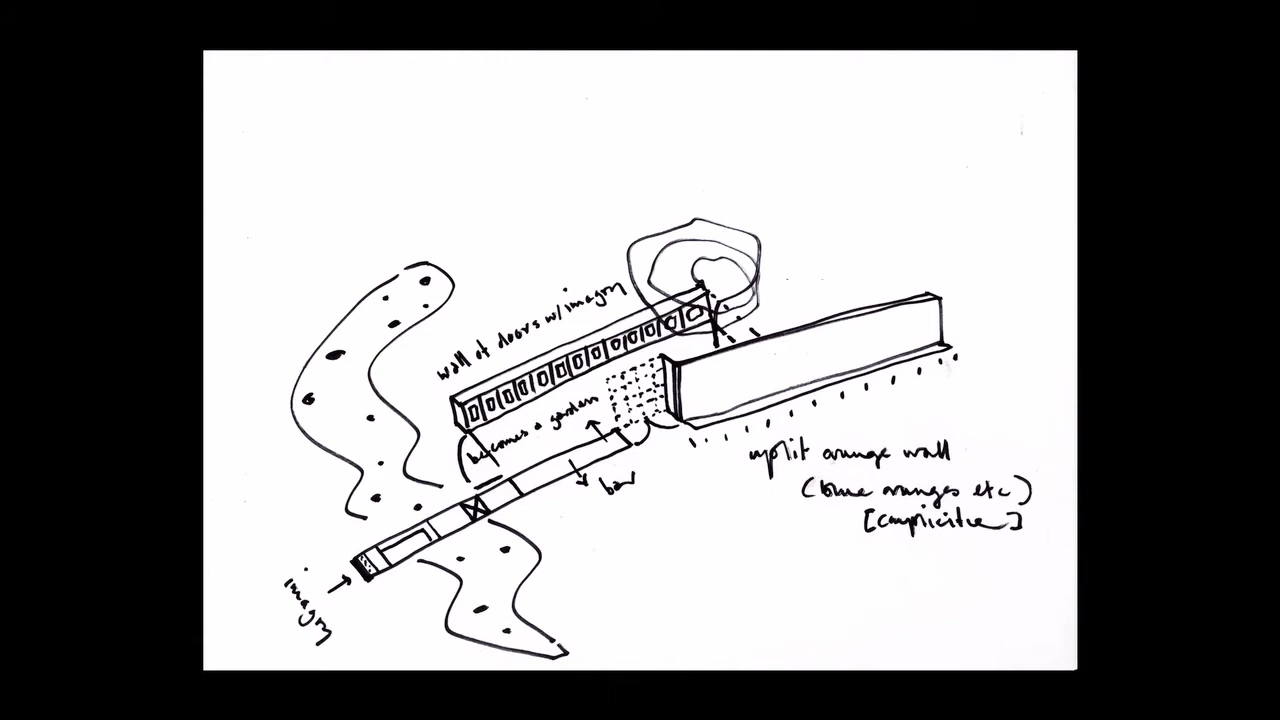 wall of doors w/ imagery
becomes a garden
bar
uplit orange wall
(blue oranges etc)
imagery